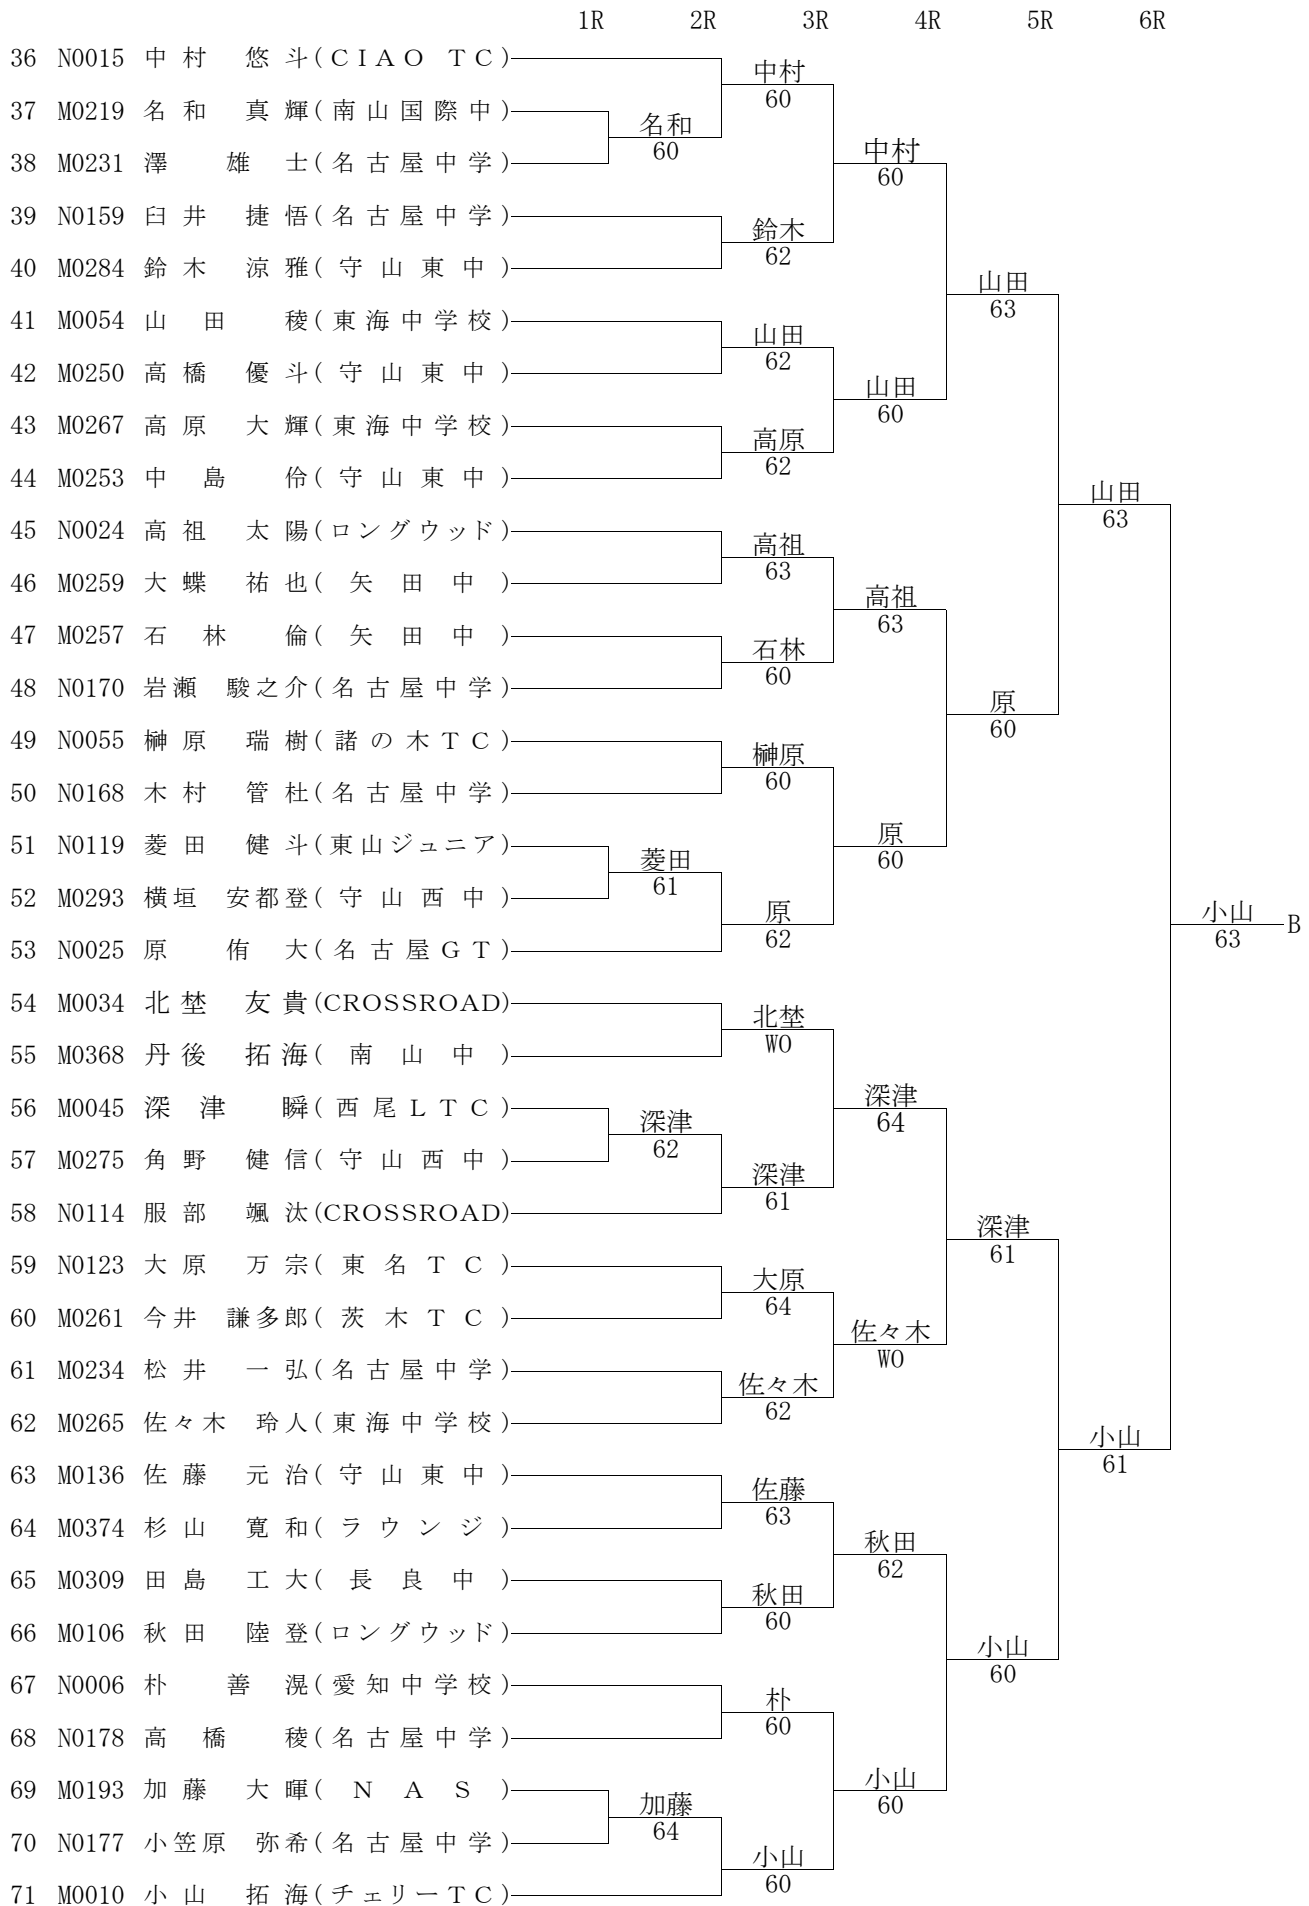 1R 2R 3R 4R 5R 6R
36 N0015 中村 悠斗(CIAO TC)
中村
60
37 M0219 名和 真輝(南山国際中)
名和
60
38 M0231 澤 雄士(名古屋中学)
中村
60
39 N0159 臼井 捷悟(名古屋中学)
鈴木
62
40 M0284 鈴木 涼雅(守山東中)
山田
63
41 M0054 山田 稜(東海中学校)
山田
62
42 M0250 高橋 優斗(守山東中)
山田
60
43 M0267 高原 大輝(東海中学校)
高原
62
44 M0253 中島 伶(守山東中)
山田
63
45 N0024 高祖 太陽(ロングウッド)
高祖
63
46 M0259 大蝶 祐也(矢田中)
高祖
63
47 M0257 石林 倫(矢田中)
石林
60
48 N0170 岩瀬 駿之介(名古屋中学)
原
60
49 N0055 榊原 瑞樹(諸の木TC)
榊原
60
50 N0168 木村 管杜(名古屋中学)
原
60
51 N0119 菱田 健斗(東山ジュニア)
菱田
61
52 M0293 横垣 安都登(守山西中)
原
62
小山
63
B
53 N0025 原 侑大(名古屋GT)
54 M0034 北埜 友貴(CROSSROAD)
北埜
WO
55 M0368 丹後 拓海(南山中)
56 M0045 深津 瞬(西尾LTC)
深津
64
深津
62
57 M0275 角野 健信(守山西中)
深津
61
58 N0114 服部 颯汰(CROSSROAD)
深津
61
59 N0123 大原 万宗(東名TC)
大原
64
60 M0261 今井 謙多郎(茨木TC)
佐々木
WO
61 M0234 松井 一弘(名古屋中学)
佐々木
62
62 M0265 佐々木 玲人(東海中学校)
小山
61
63 M0136 佐藤 元治(守山東中)
佐藤
63
64 M0374 杉山 寛和(ラウンジ)
秋田
62
65 M0309 田島 工大(長良中)
秋田
60
66 M0106 秋田 陸登(ロングウッド)
小山
60
67 N0006 朴 善滉(愛知中学校)
朴
60
68 N0178 高橋 稜(名古屋中学)
小山
60
69 M0193 加藤 大暉(NAS)
加藤
64
70 N0177 小笠原 弥希(名古屋中学)
小山
60
71 M0010 小山 拓海(チェリーTC)